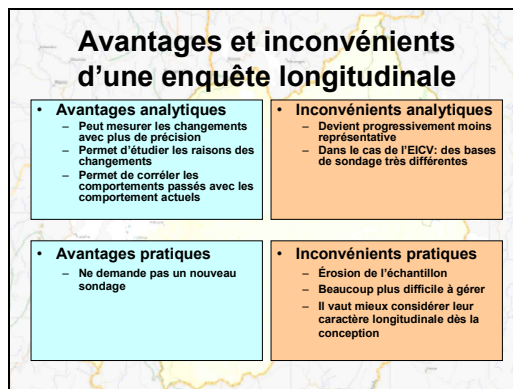 Avantages et inconvénients
d'une enquête longitudinale
• Avantages analytiques
– Peut mesurer les changements
avec plus de précision
– Permet d'étudier les raisons des
changements
– Permet de corréler les
comportements passés avec les
comportement actuels
• Inconvénients analytiques
– Devient progressivement moins
représentative
– Dans le cas de l'EICV: des bases
de sondage très différentes
• Avantages pratiques
– Ne demande pas un nouveau
sondage
• Inconvénients pratiques
– Érosion de l'échantillon
– Beaucoup plus difficile à gérer
– Il vaut mieux considérer leur
caractère longitudinale dès la
conception